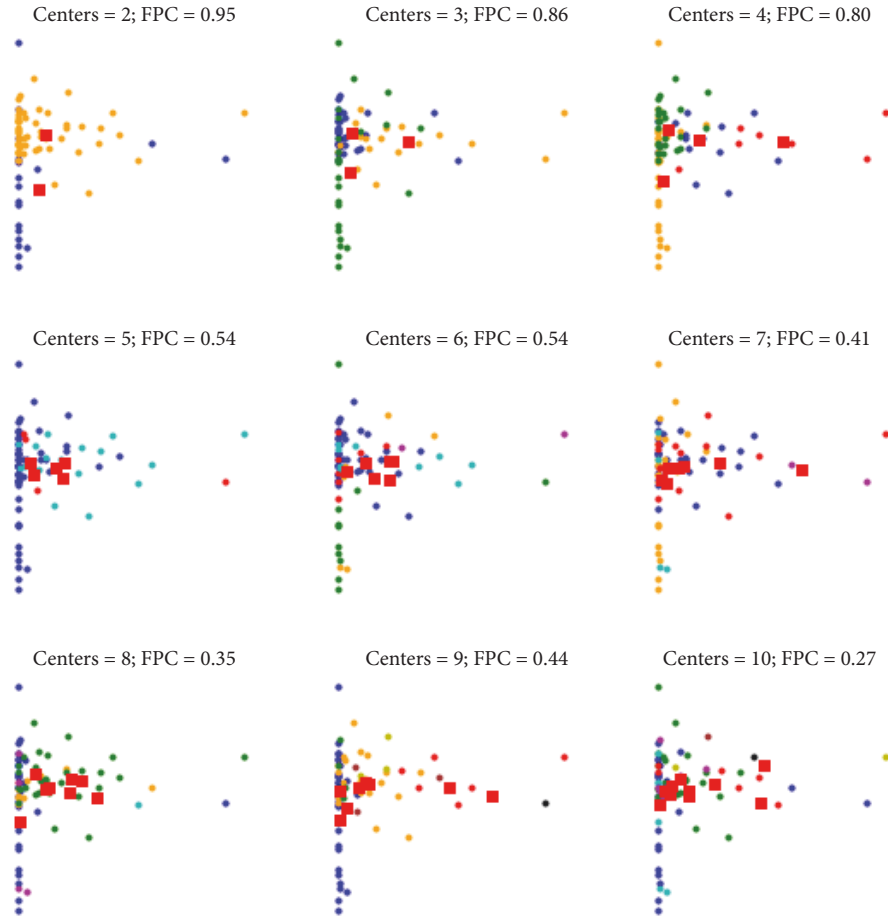 Centers = 2; FPC = 0.95
Centers = 3; FPC = 0.86
Centers = 4; FPC = 0.80
Centers = 5; FPC = 0.54
Centers = 6; FPC = 0.54
Centers = 7; FPC = 0.41
Centers = 8; FPC = 0.35
Centers = 9; FPC = 0.44
Centers = 10; FPC = 0.27